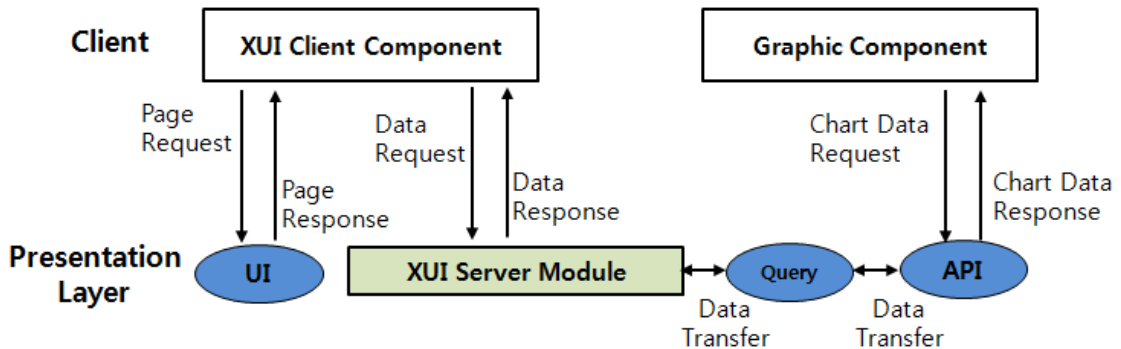 Client
XUI Client Component
Graphic Component
Page
Request
Page
Response
Data
Request
Data
Response
Chart Data
Request
Chart Data
Response
Presentation
Layer
UI
XUI Server Module
Query
API
Data
Transfer
Data
Transfer